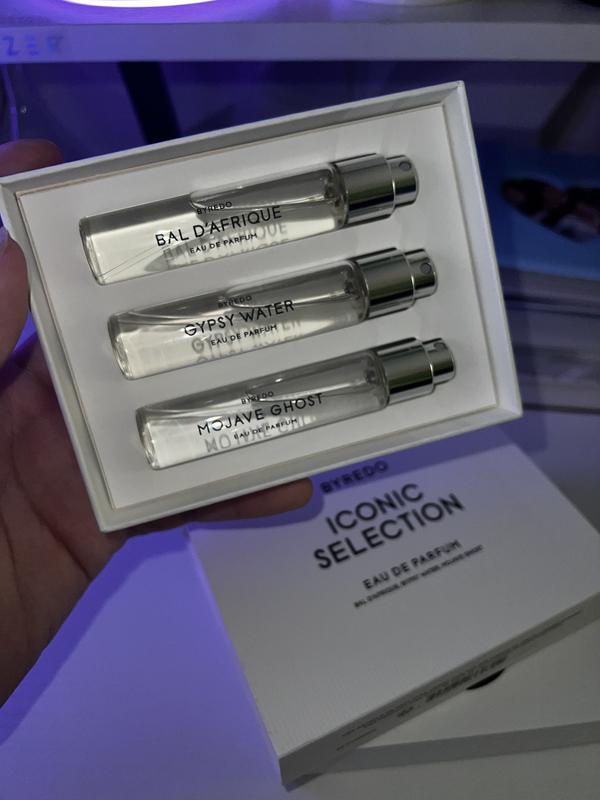 BYREDO
BAL D'AFRIQUE
EAU DE PARFUM
BYREDO
GYPSY WATER
EAU DE PARFUM
BYREDO
MOJAVE GHOST
EAU DE PARFUM
BYREDO
ICONIC
SELECTION
EAU DE PARFUM
BAL D'AFRIQUE, GYPSY WATER, MOJAVE GHOST